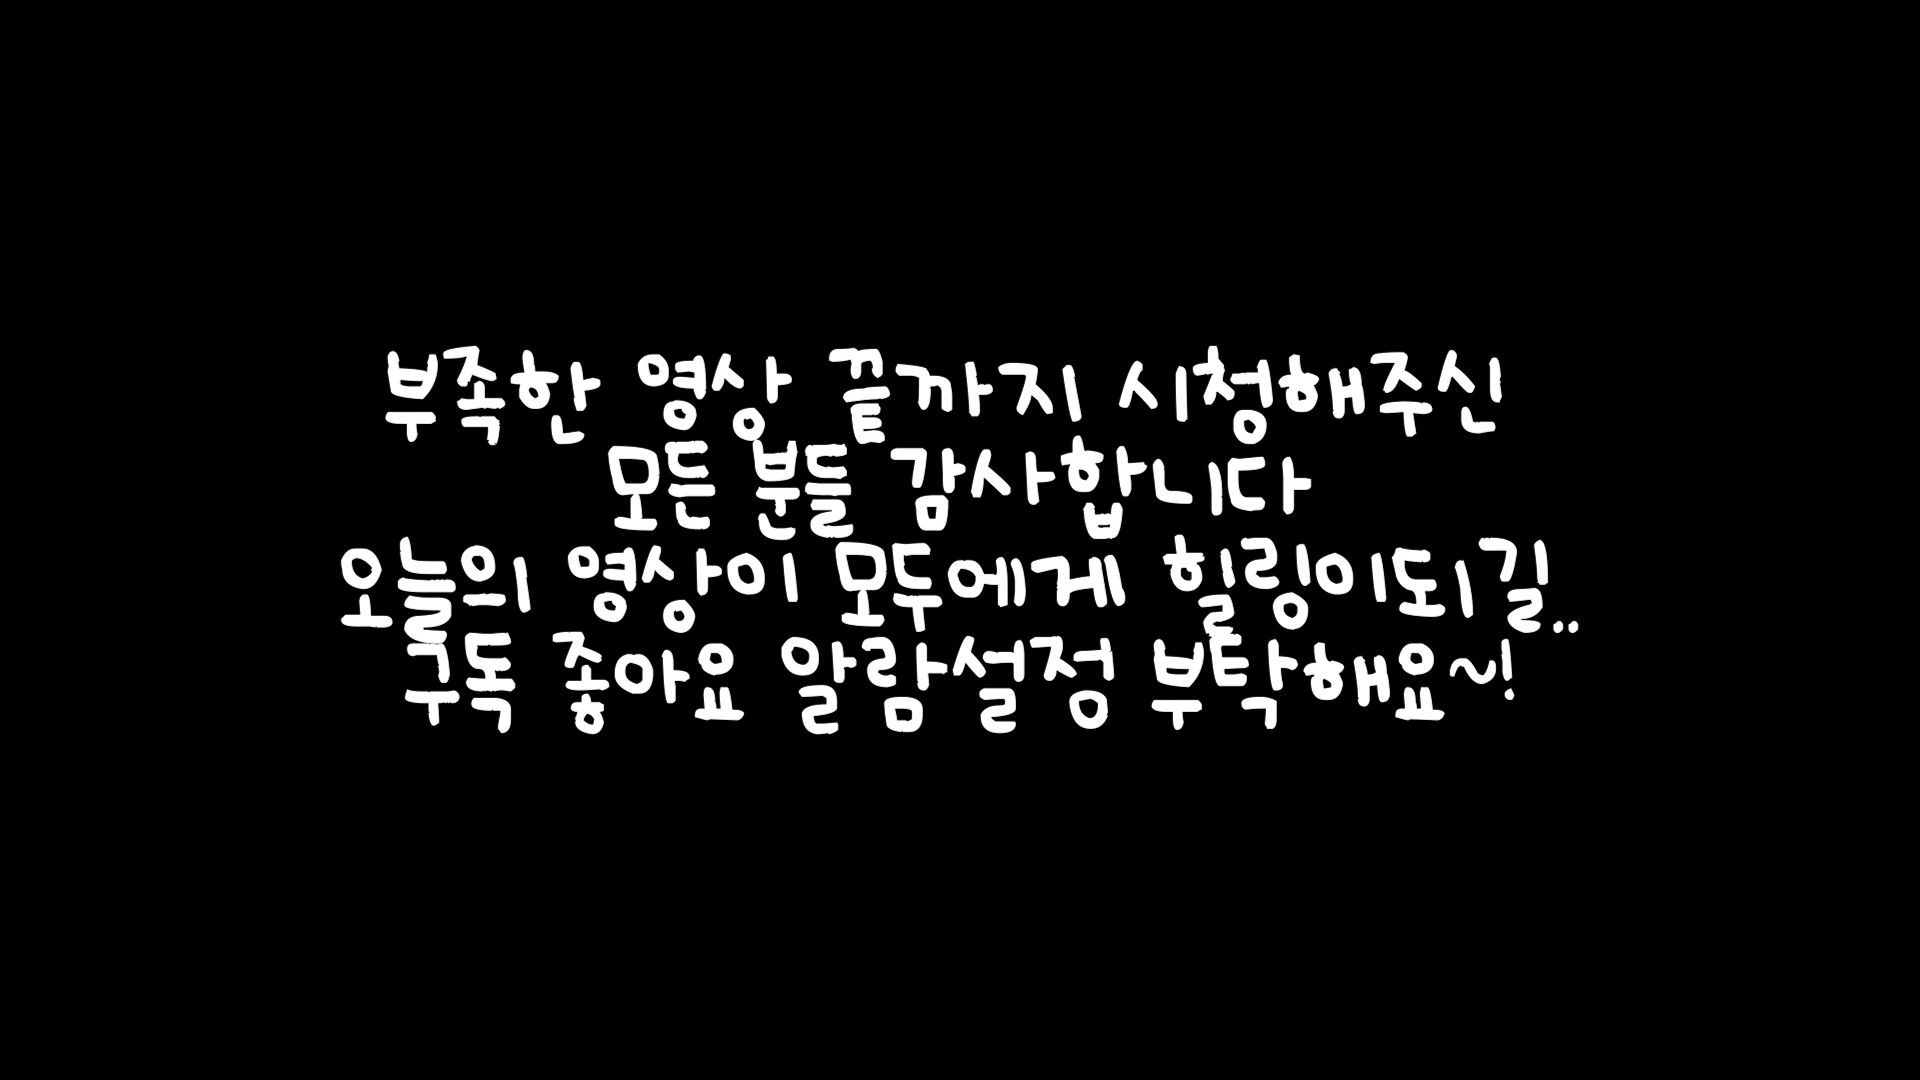 부족한 영상 끝까지 시청해주신
모든 분들 감사합니다
오늘의 영상이 모두에게 힐링이되길..
구독 좋아요 알람설정 부탁해요~!